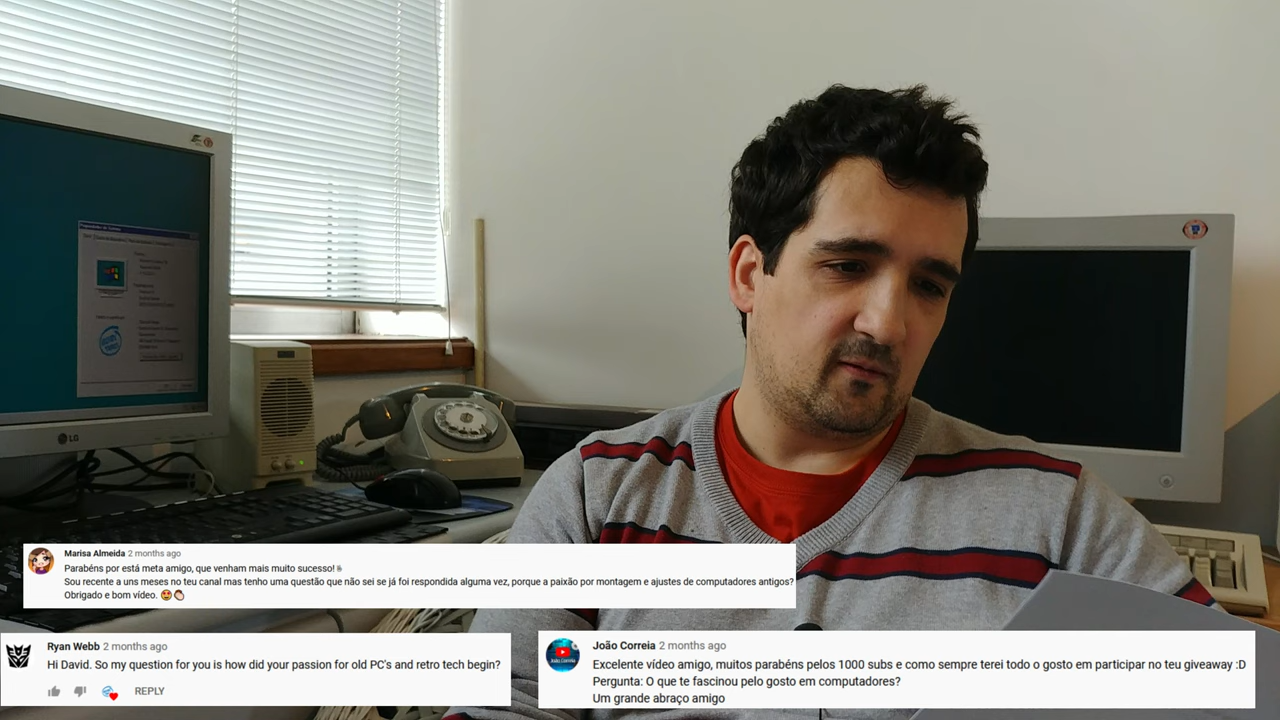 LG
Marisa Almeida 2 months ago
Parabéns por está meta amigo, que venham mais muito sucesso!
Sou recente a uns meses no teu canal mas tenho uma questão que não sei se já foi respondida alguma vez, porque a paixão por montagem e ajustes de computadores antigos?
Obrigado e bom vídeo. 🤩👏🏻
Ryan Webb 2 months ago
Hi David. So my question for you is how did your passion for old PC's and retro tech begin?
REPLY
João Correia 2 months ago
Excelente vídeo amigo, muitos parabéns pelos 1000 subs e como sempre terei todo o gosto em participar no teu giveaway :D
Pergunta: O que te fascinou pelo gosto em computadores?
Um grande abraço amigo